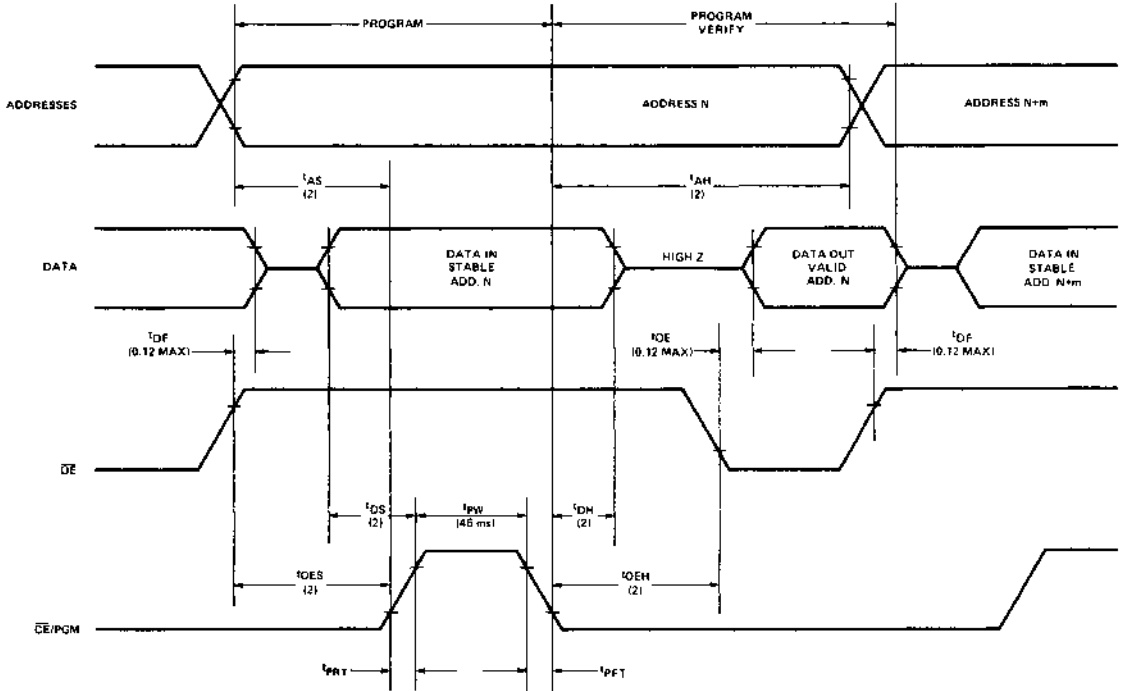 PROGRAM
PROGRAM
VERIFY
ADDRESSES
ADDRESS N
ADDRESS N+m
tAS
(2)
tAH
(2)
DATA
DATA IN
STABLE
ADD. N
HIGH Z
DATA OUT
VALID
ADD. N
DATA IN
STABLE
ADD N+m
tDF
(0.12 MAX)
tOE
(0.12 MAX)
tDF
(0.12 MAX)
OE
tDS
(2)
tPW
(45 ms)
tDH
(2)
tOES
(2)
tOEH
(2)
CE/PGM
tPRT
tPFT